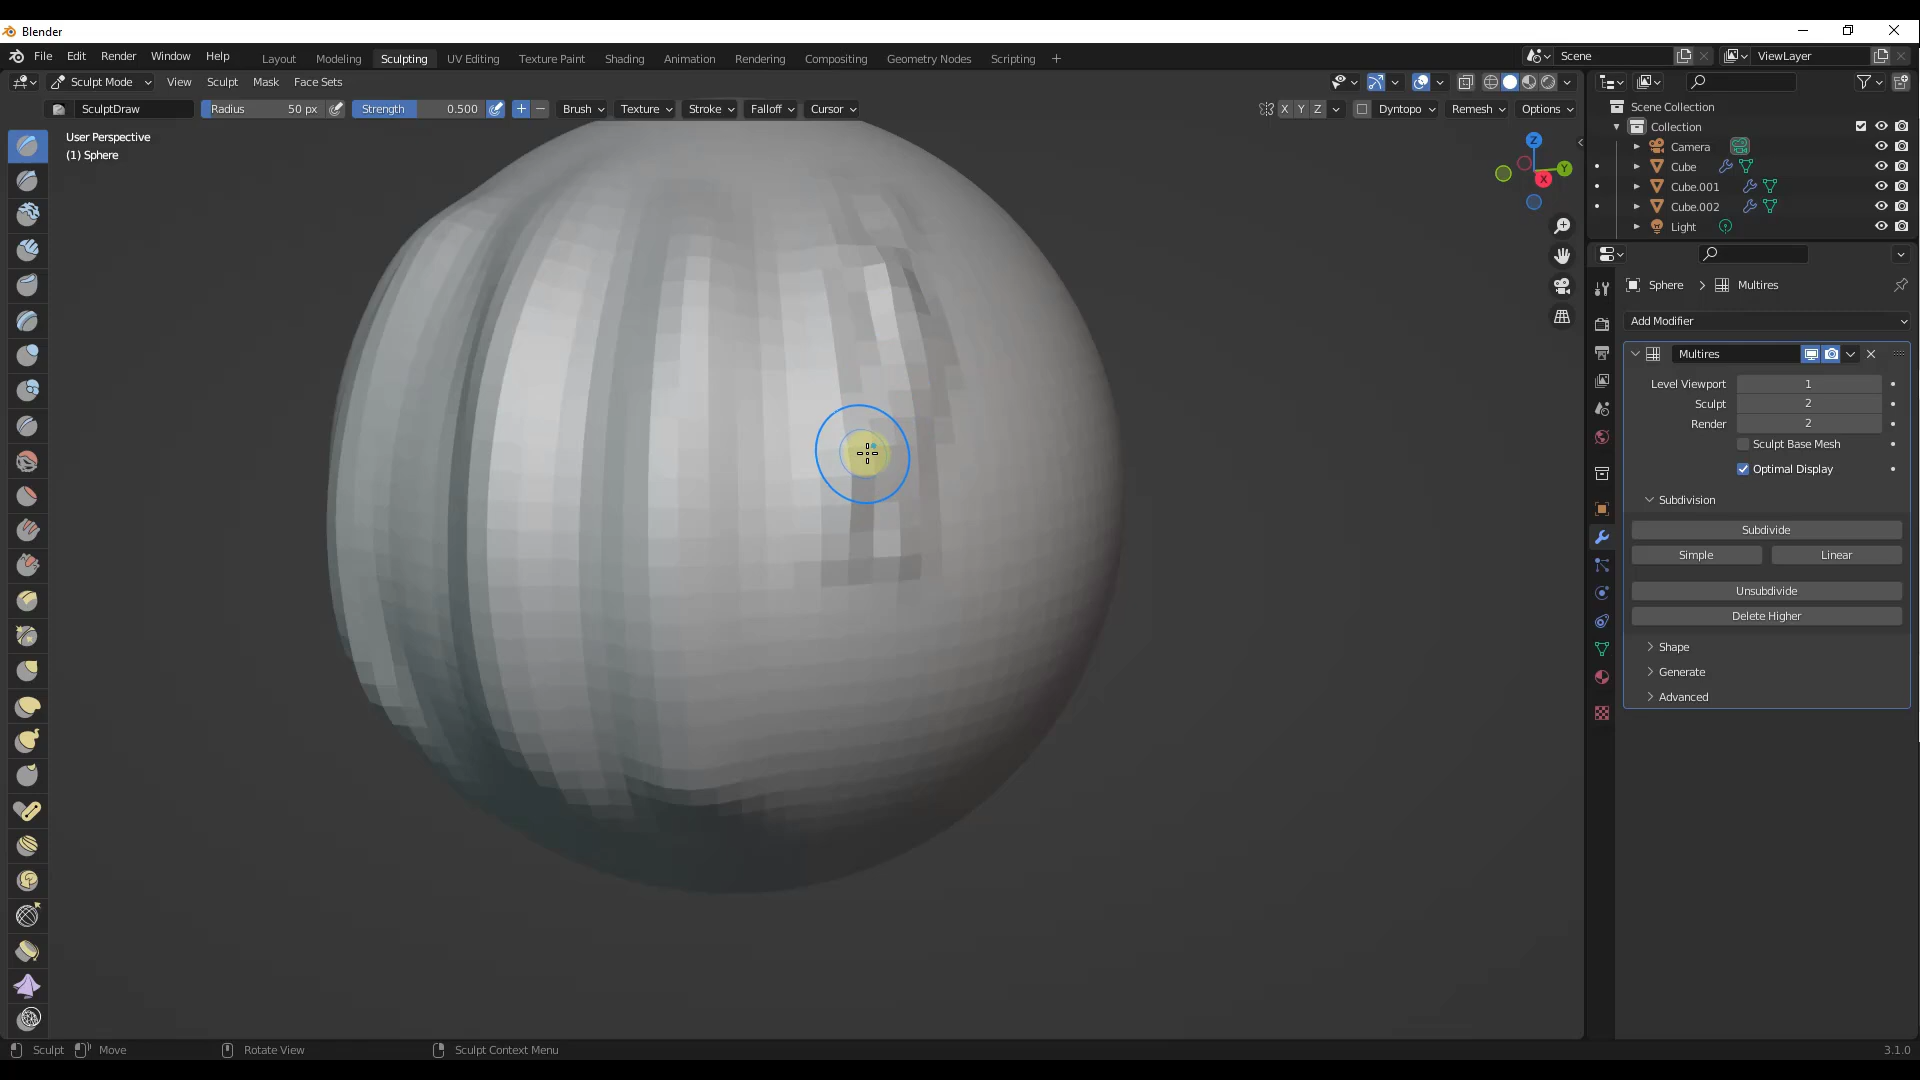 Blender
File Edit Render Window Help Layout Modeling Sculpting UV Editing Texture Paint Shading Animation Rendering Compositing Geometry Nodes Scripting + Scene ViewLayer
Sculpt Mode View Sculpt Mask Face Sets
SculptDraw Radius 50 px Strength 0.500 Brush Texture Stroke Falloff Cursor X Y Z Dyntopo Remesh Options
User Perspective
(1) Sphere
Z
Y
X
Scene Collection
Collection
Camera
Cube
Cube.001
Cube.002
Light
Sphere > Multires
Add Modifier
Multires
Level Viewport 1
Sculpt 2
Render 2
Sculpt Base Mesh
Optimal Display
Subdivision
Subdivide
Simple Linear
Unsubdivide
Delete Higher
Shape
Generate
Advanced
Sculpt Move Rotate View Sculpt Context Menu 3.1.0